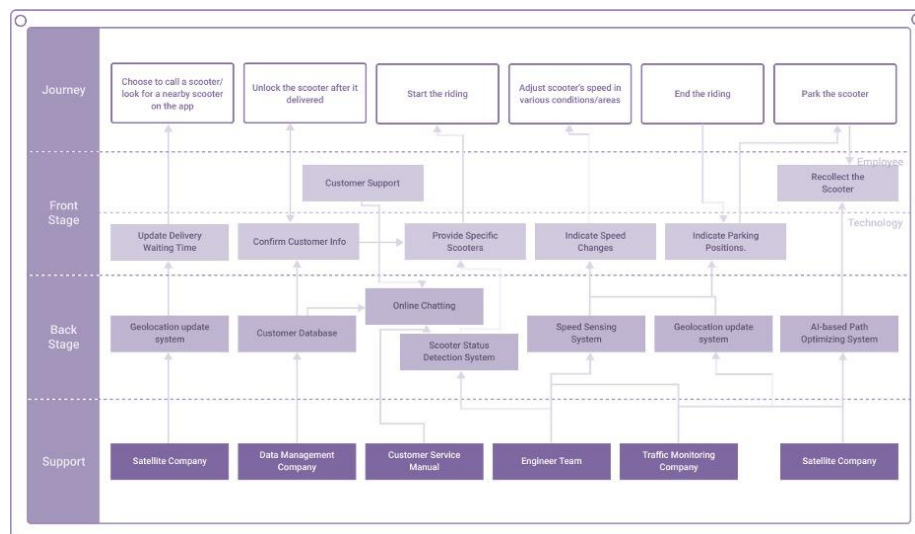 Journey
Choose to call a scooter/
look for a nearby scooter
on the app
Unlock the scooter after it
delivered
Start the riding
Adjust scooter's speed in
various conditions/areas
End the riding
Park the scooter
Employee
Front
Stage
Customer Support
Recollect the
Scooter
Technology
Update Delivery
Waiting Time
Confirm Customer Info
Provide Specific
Scooters
Indicate Speed
Changes
Indicate Parking
Positions.
Back
Stage
Online Chatting
Geolocation update
system
Customer Database
Scooter Status
Detection System
Speed Sensing
System
Geolocation update
system
AI-based Path
Optimizing System
Support
Satellite Company
Data Management
Company
Customer Service
Manual
Engineer Team
Traffic Monitoring
Company
Satellite Company